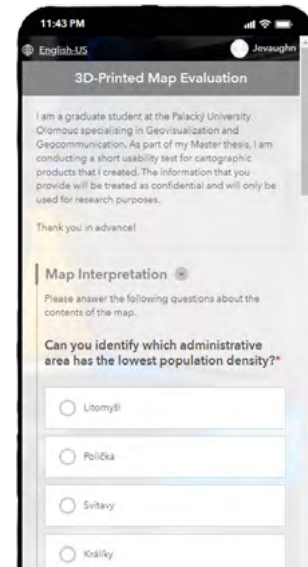 11:43 PM
English-US
Jevaughn
3D-Printed Map Evaluation
I am a graduate student at the Palacký University
Olomouc specialising in Geovisualization and
Geocommunication. As part of my Master thesis, I am
conducting a short usability test for cartographic
products that I created. The information that you
provide will be treated as confidential and will only be
used for research purposes.
Thank you in advance!
Map Interpretation
Please answer the following questions about the
contents of the map.
Can you identify which administrative
area has the lowest population density?*
Litomyšl
Polička
Svitavy
Králíky